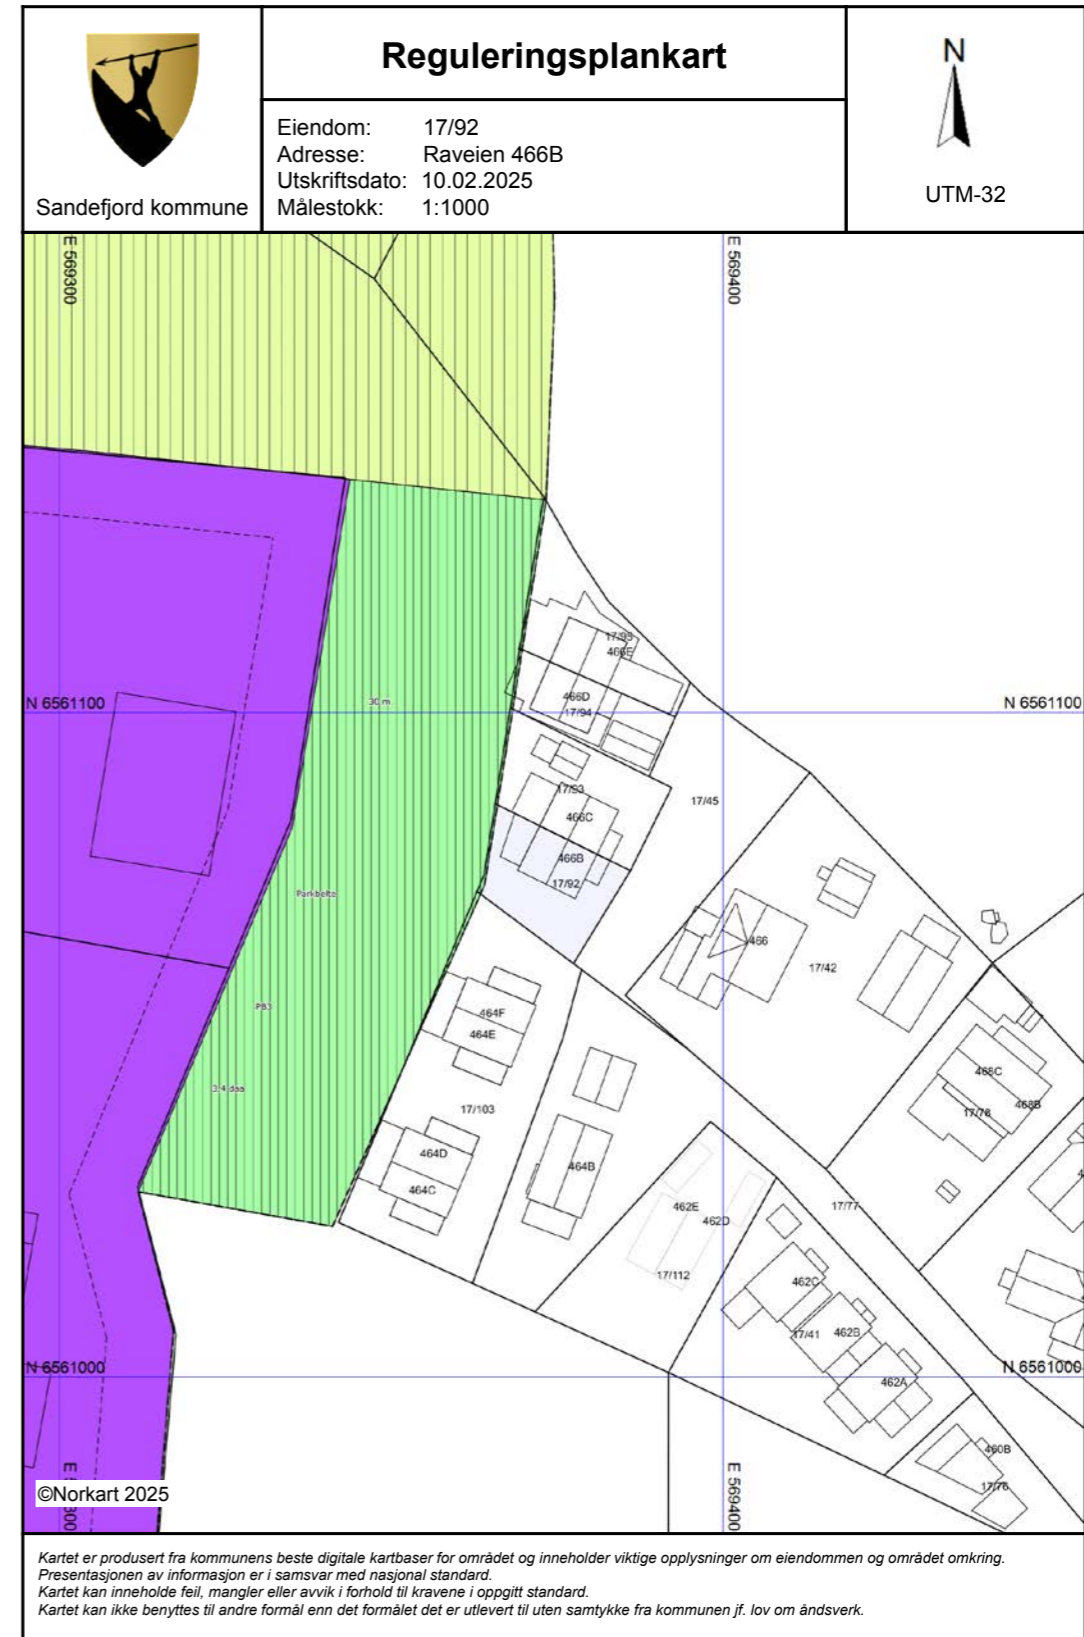 Sandefjord kommune
Reguleringsplankart
Eiendom: 17/92
Adresse: Raveien 466B
Utskriftsdato: 10.02.2025
Målestokk: 1:1000
N
UTM-32
E 569300
E 569400
17/95
466E
466D
17/94
30 m
N 6561100
N 6561100
17/93
466C
17/45
466B
17/92
Parkbelte
466
17/42
PB3
464F
464E
468C
468B
17/78
3,4 daa
17/103
464D
464C
464B
462E
462D
17/77
17/112
462C
17/41
462B
462A
N 6561000
N 6561000
460B
17/76
E 569400
©Norkart 2025
Kartet er produsert fra kommunens beste digitale kartbaser for området og inneholder viktige opplysninger om eiendommen og området omkring.
Presentasjonen av informasjon er i samsvar med nasjonal standard.
Kartet kan inneholde feil, mangler eller avvik i forhold til kravene i oppgitt standard.
Kartet kan ikke benyttes til andre formål enn det formålet det er utlevert til uten samtykke fra kommunen jf. lov om åndsverk.